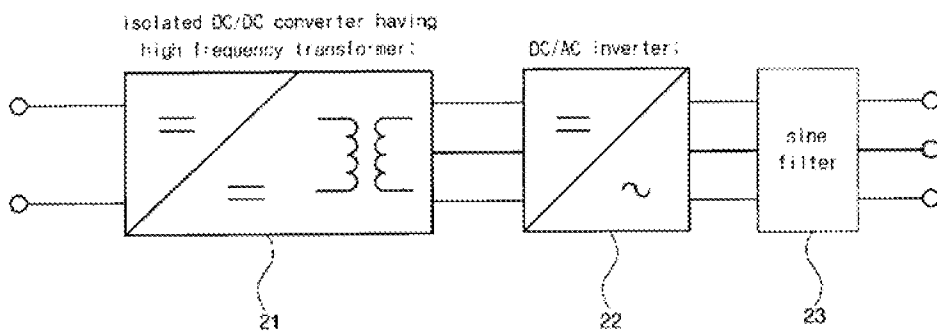 isolated DC/DC converter having
high frequency transformer;
DC/AC inverter;
sine
filter
21
22
23